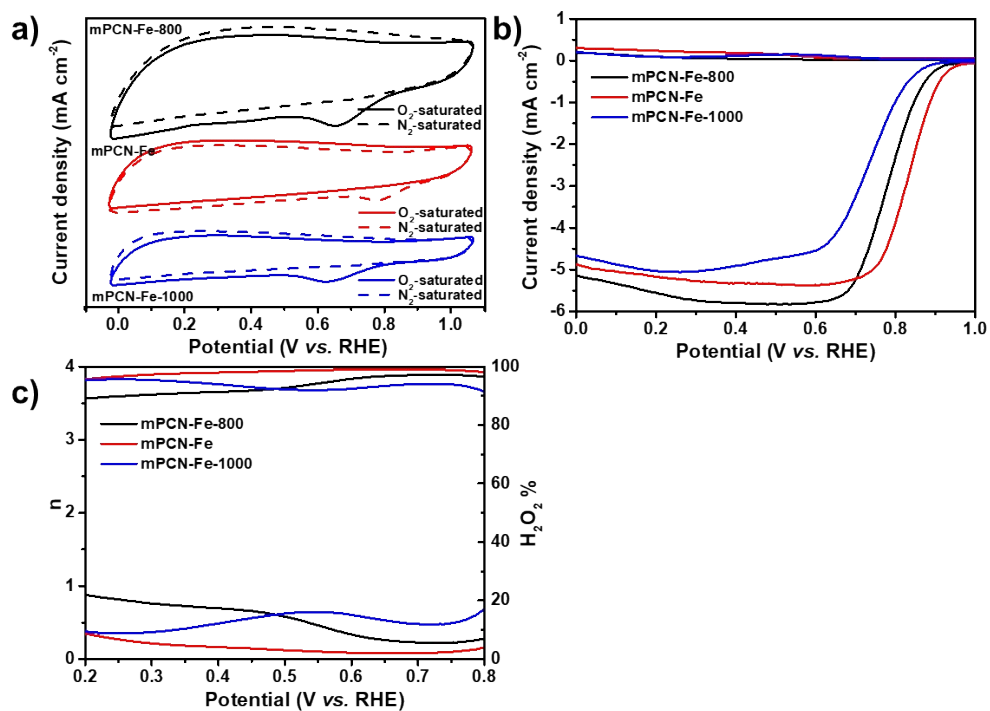 a)
mPCN-Fe-800
O2-saturated
N2-saturated
mPCN-Fe
O2-saturated
N2-saturated
O2-saturated
N2-saturated
mPCN-Fe-1000
Current density (mA cm-2)
0.0 0.2 0.4 0.6 0.8 1.0
Potential (V vs. RHE)
b)
1
0
-1
-2
-3
-4
-5
-6
mPCN-Fe-800
mPCN-Fe
mPCN-Fe-1000
Current density (mA cm-2)
0.0 0.2 0.4 0.6 0.8 1.0
Potential (V vs. RHE)
c)
4
3
2
1
0
n
mPCN-Fe-800
mPCN-Fe
mPCN-Fe-1000
100
80
60
40
20
0
H2O2 %
0.2 0.3 0.4 0.5 0.6 0.7 0.8
Potential (V vs. RHE)